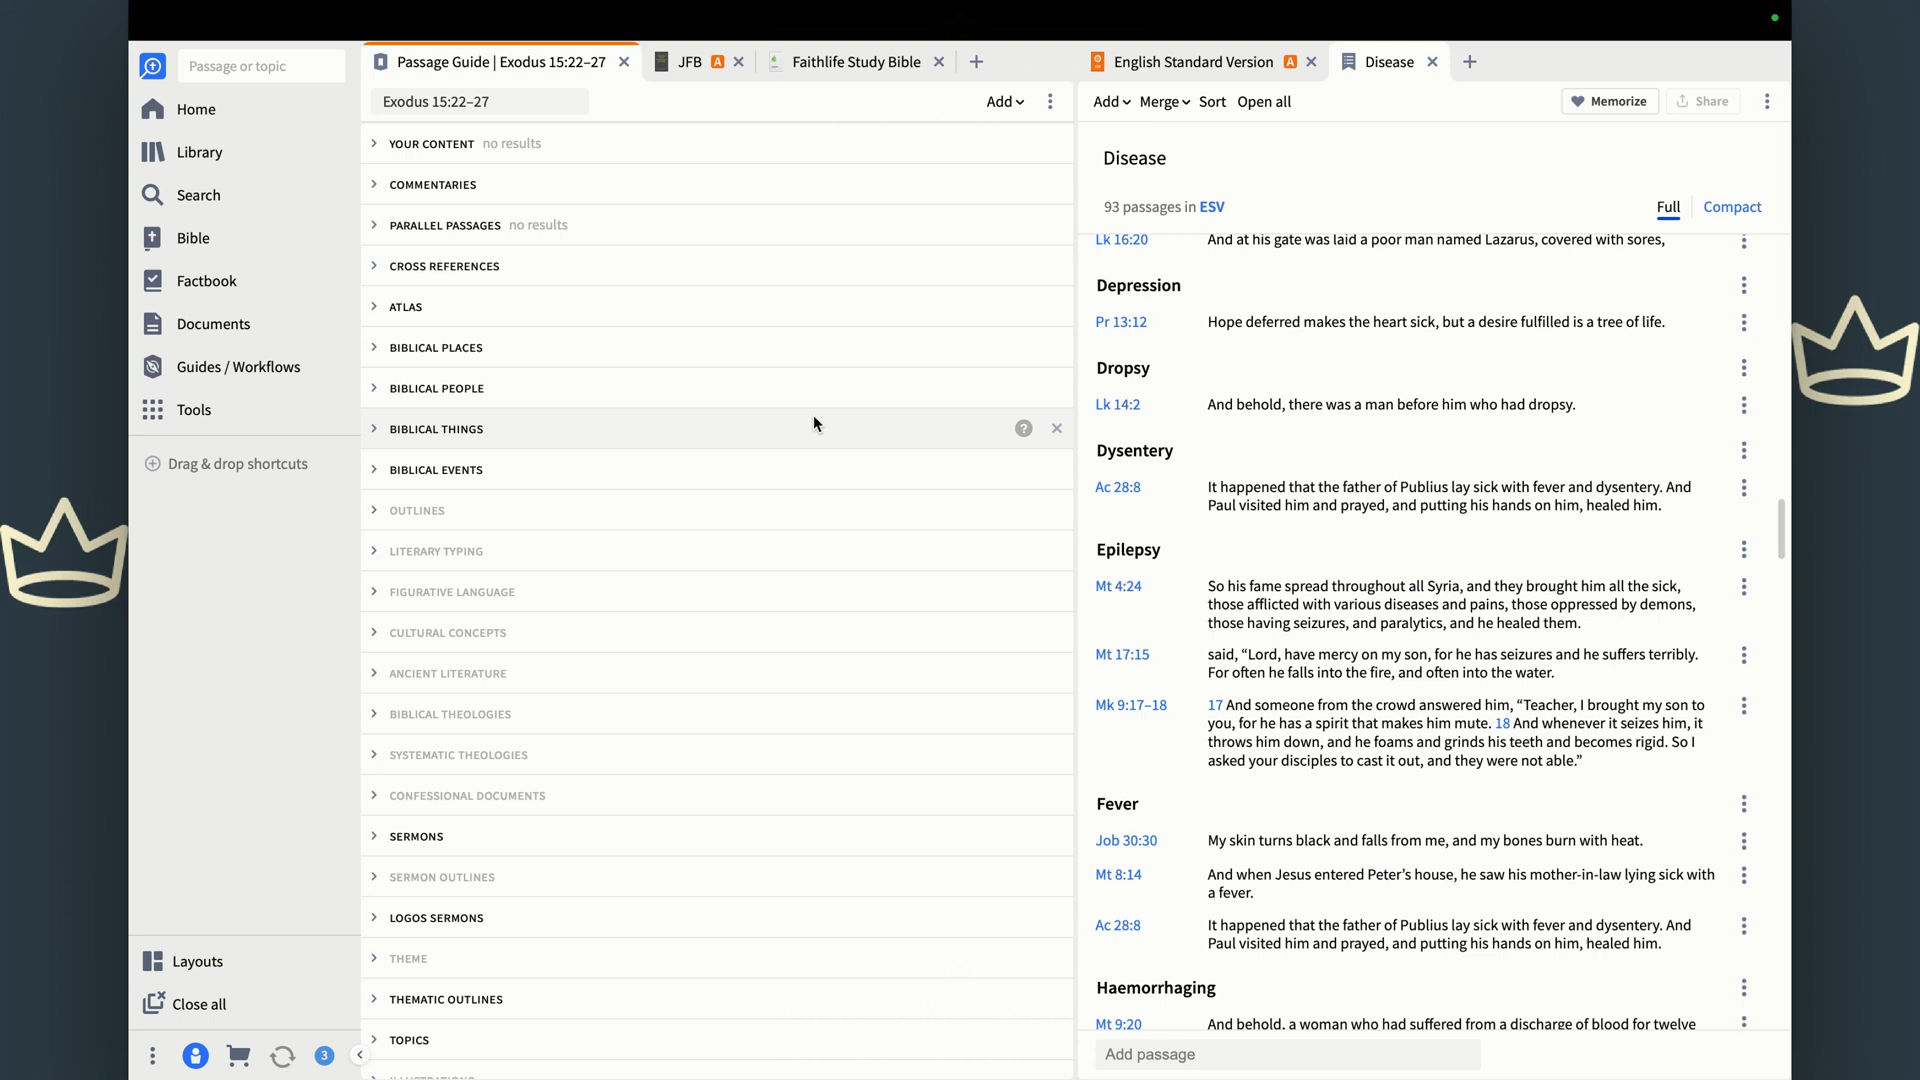 Passage or topic
Home
Library
Search
Bible
Factbook
Documents
Guides / Workflows
Tools
Drag & drop shortcuts
Layouts
Close all
3
Passage Guide | Exodus 15:22–27
JFB A
Faithlife Study Bible
Exodus 15:22–27
Add
YOUR CONTENT no results
COMMENTARIES
PARALLEL PASSAGES no results
CROSS REFERENCES
ATLAS
BIBLICAL PLACES
BIBLICAL PEOPLE
BIBLICAL THINGS
BIBLICAL EVENTS
OUTLINES
LITERARY TYPING
FIGURATIVE LANGUAGE
CULTURAL CONCEPTS
ANCIENT LITERATURE
BIBLICAL THEOLOGIES
SYSTEMATIC THEOLOGIES
CONFESSIONAL DOCUMENTS
SERMONS
SERMON OUTLINES
LOGOS SERMONS
THEME
THEMATIC OUTLINES
TOPICS
English Standard Version A
Disease
Add Merge Sort Open all
Memorize
Share
Disease
93 passages in ESV
Full Compact
Lk 16:20 And at his gate was laid a poor man named Lazarus, covered with sores,
Depression
Pr 13:12 Hope deferred makes the heart sick, but a desire fulfilled is a tree of life.
Dropsy
Lk 14:2 And behold, there was a man before him who had dropsy.
Dysentery
Ac 28:8 It happened that the father of Publius lay sick with fever and dysentery. And
Paul visited him and prayed, and putting his hands on him, healed him.
Epilepsy
Mt 4:24 So his fame spread throughout all Syria, and they brought him all the sick,
those afflicted with various diseases and pains, those oppressed by demons,
those having seizures, and paralytics, and he healed them.
Mt 17:15 said, “Lord, have mercy on my son, for he has seizures and he suffers terribly.
For often he falls into the fire, and often into the water.
Mk 9:17–18 17 And someone from the crowd answered him, “Teacher, I brought my son to
you, for he has a spirit that makes him mute. 18 And whenever it seizes him, it
throws him down, and he foams and grinds his teeth and becomes rigid. So I
asked your disciples to cast it out, and they were not able.”
Fever
Job 30:30 My skin turns black and falls from me, and my bones burn with heat.
Mt 8:14 And when Jesus entered Peter’s house, he saw his mother-in-law lying sick with
a fever.
Ac 28:8 It happened that the father of Publius lay sick with fever and dysentery. And
Paul visited him and prayed, and putting his hands on him, healed him.
Haemorrhaging
Mt 9:20 And behold, a woman who had suffered from a discharge of blood for twelve
Add passage